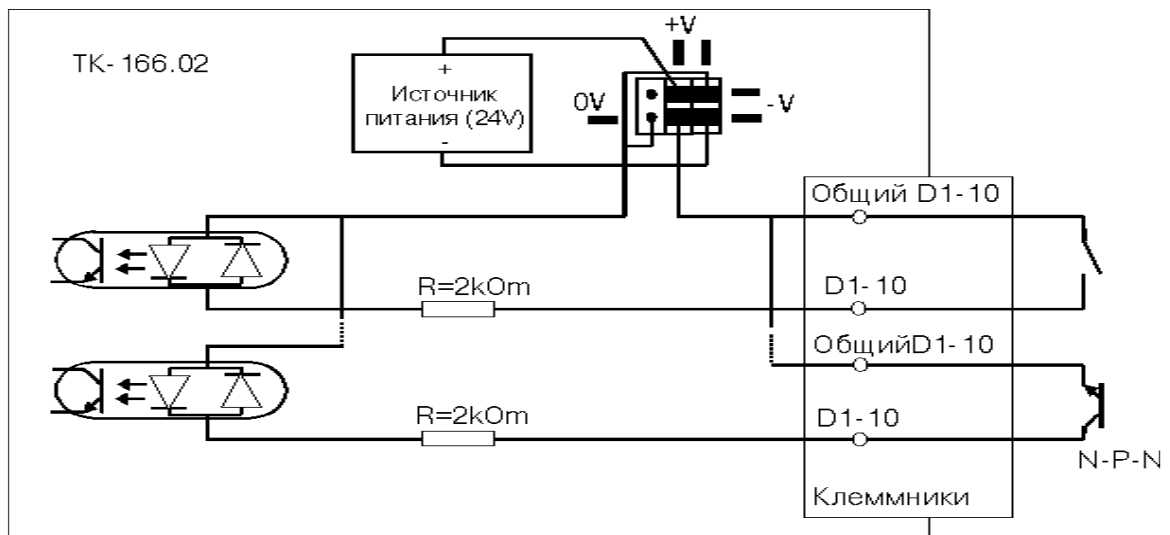 +V
ТК-166.02
+
Источник
питания (24V)
-
0V
-V
Общий D1-10
R=2kOm
D1-10
ОбщийD1-10
R=2kOm
D1-10
N-P-N
Клеммники